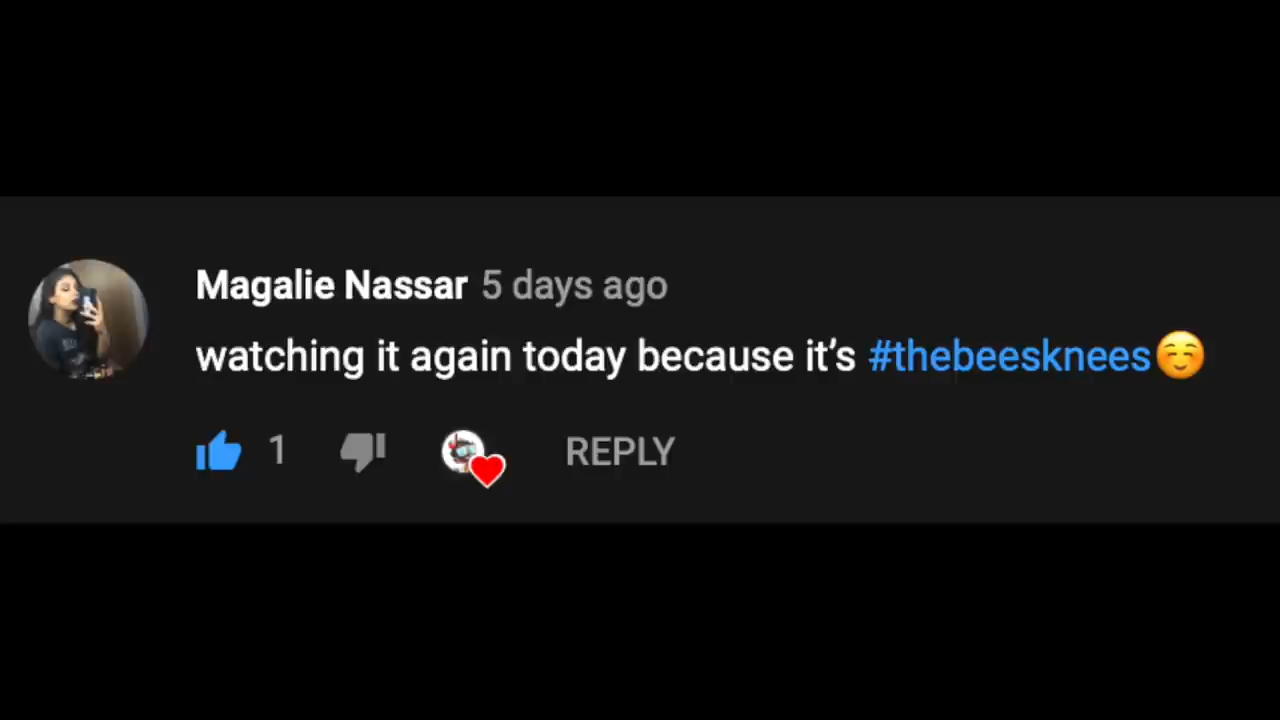 Magalie Nassar 5 days ago
watching it again today because it’s #thebeesknees☺️
1 REPLY